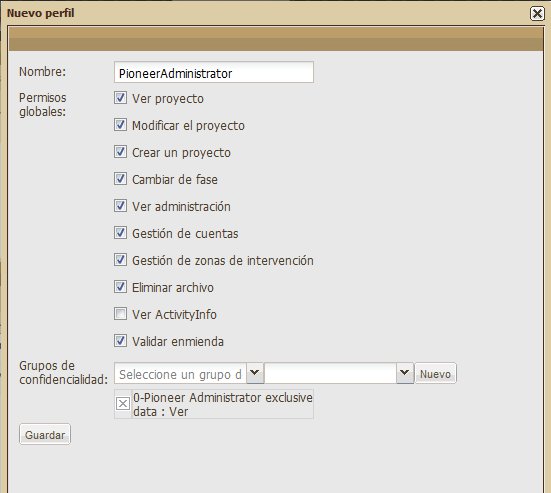 Nuevo perfil
Nombre: PioneerAdministrator
Permisos globales:
Ver proyecto
Modificar el proyecto
Crear un proyecto
Cambiar de fase
Ver administración
Gestión de cuentas
Gestión de zonas de intervención
Eliminar archivo
Ver ActivityInfo
Validar enmienda
Grupos de confidencialidad:
Seleccione un grupo d
Nuevo
0-Pioneer Administrator exclusive
data : Ver
Guardar